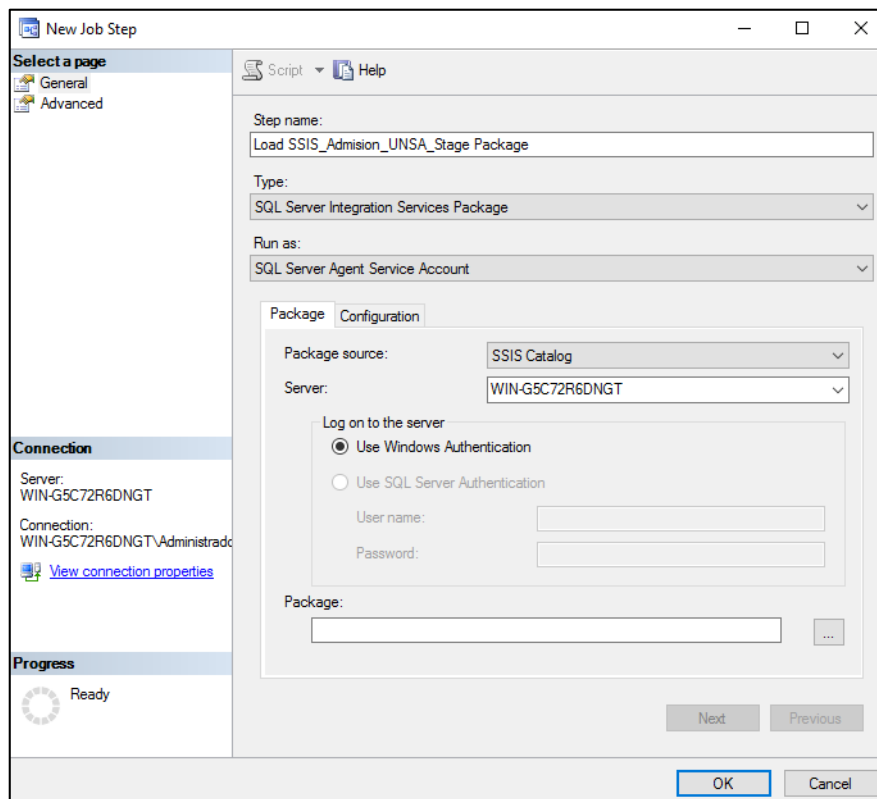 New Job Step
Select a page
General
Advanced
Script
Help
Step name:
Load SSIS_Admision_UNSA_Stage Package
Type:
SQL Server Integration Services Package
Run as:
SQL Server Agent Service Account
Package
Configuration
Package source:
SSIS Catalog
Server:
WIN-G5C72R6DNGT
Log on to the server
Use Windows Authentication
Use SQL Server Authentication
User name:
Password:
Package:
...
Connection
Server:
WIN-G5C72R6DNGT
Connection:
WIN-G5C72R6DNGT\Administrado
View connection properties
Progress
Ready
Next
Previous
OK
Cancel